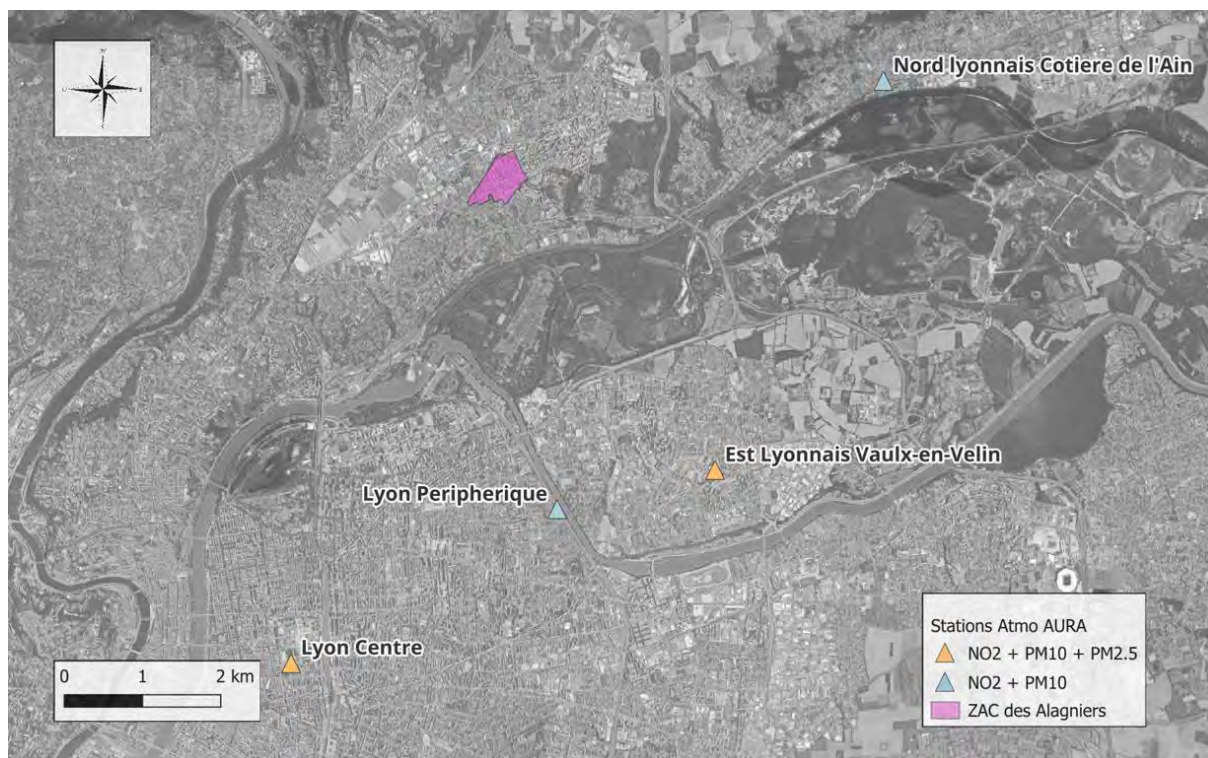 Nord lyonnais Cotiere de l'Ain
Est Lyonnais Vaulx-en-Velin
Lyon Peripherique
Lyon Centre
0 1 2 km
Stations Atmo AURA
NO2 + PM10 + PM2.5
NO2 + PM10
ZAC des Alagniers